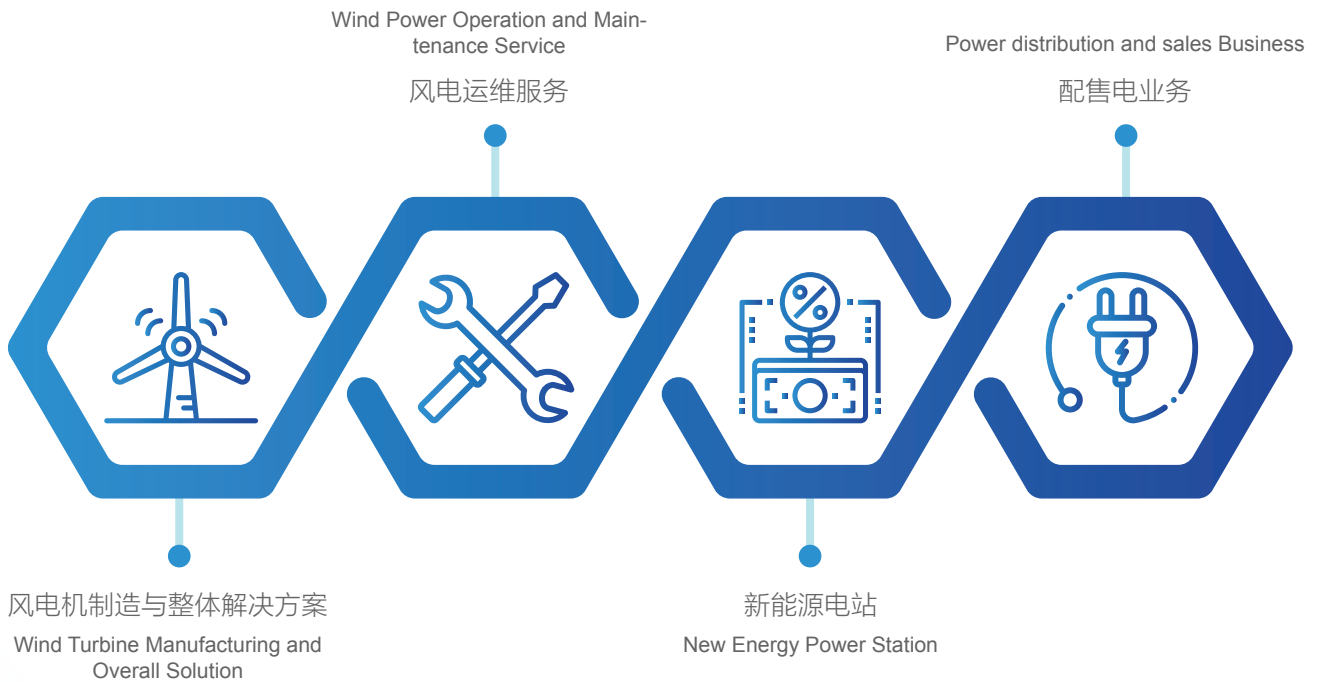 Wind Power Operation and Main-
tenance Service
风电运维服务
Power distribution and sales Business
配售电业务
风电机制造与整体解决方案
Wind Turbine Manufacturing and
Overall Solution
新能源电站
New Energy Power Station